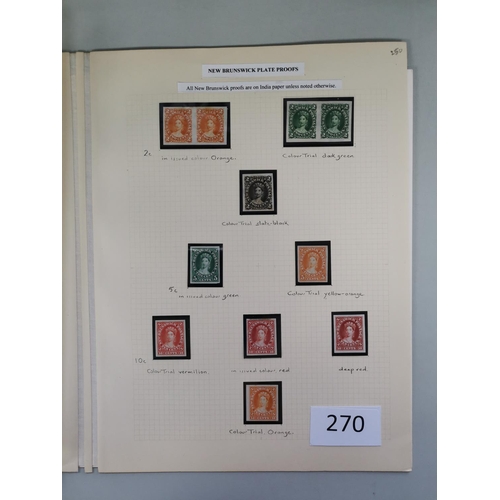 380
NEW BRUNSWICK PLATE PROOFS
All New Brunswick proofs are on India paper unless noted otherwise.
2c in issued colour Orange. Colour Trial dark green
Colour Trial slate-black
5c in issued colour green Colour Trial yellow-orange
10c Colour Trial vermillion. in issued colour: red deep red.
Colour Trial Orange
270